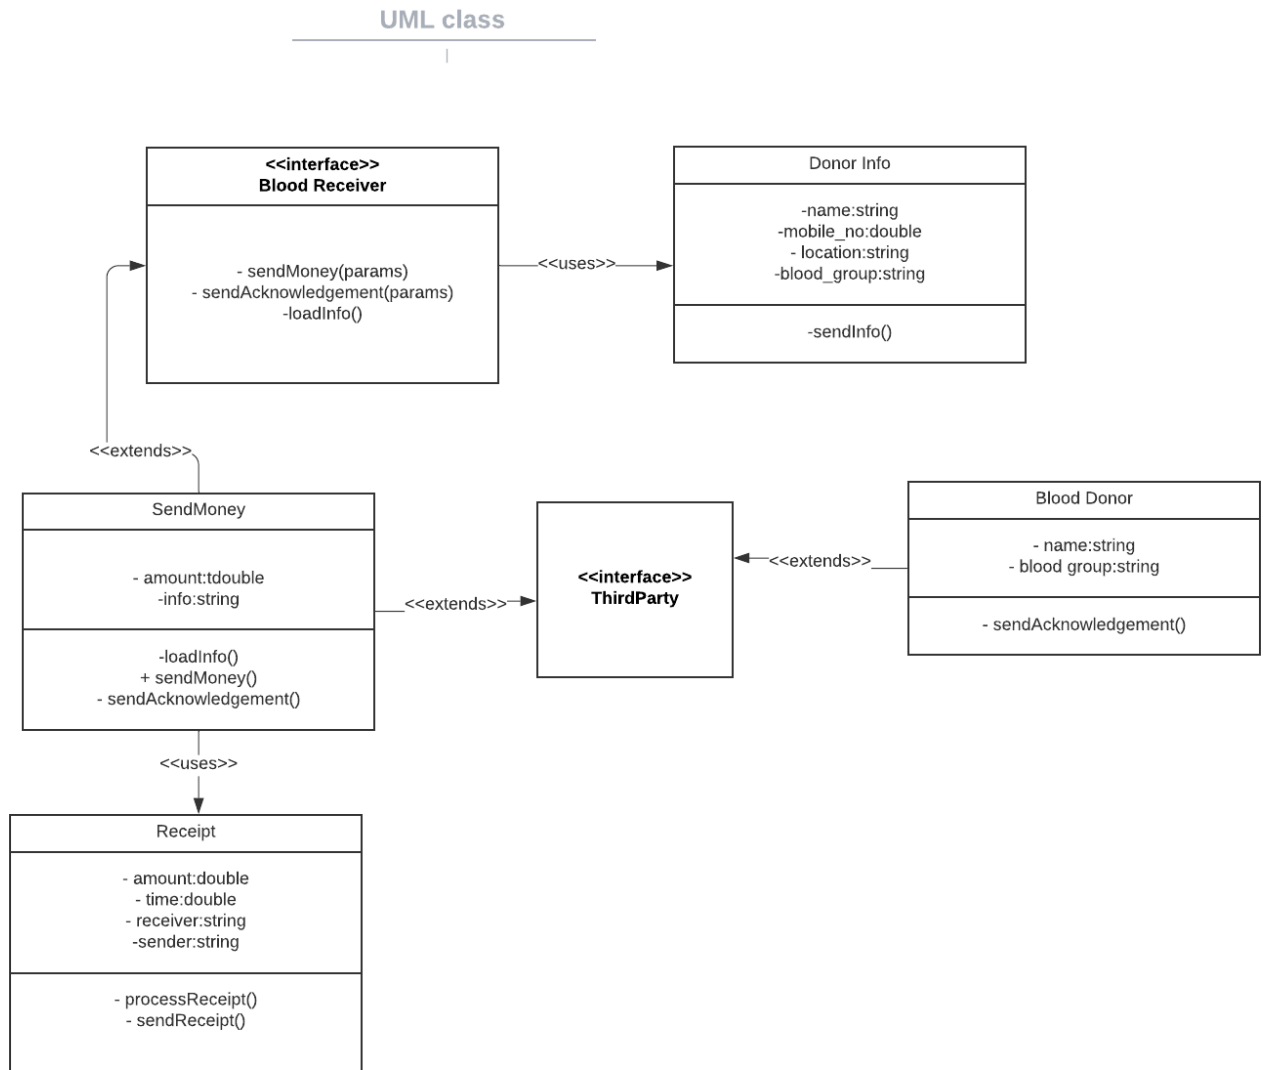 UML class
<<interface>>
Blood Receiver
- sendMoney(params)
- sendAcknowledgement(params)
-loadInfo()
<<uses>>
Donor Info
-name:string
-mobile_no:double
- location:string
-blood_group:string
-sendInfo()
<<extends>>
SendMoney
- amount:tdouble
-info:string
-loadInfo()
+ sendMoney()
- sendAcknowledgement()
<<extends>>
<<interface>>
ThirdParty
<<extends>>
Blood Donor
- name:string
- blood group:string
- sendAcknowledgement()
<<uses>>
Receipt
- amount:double
- time:double
- receiver:string
-sender:string
- processReceipt()
- sendReceipt()